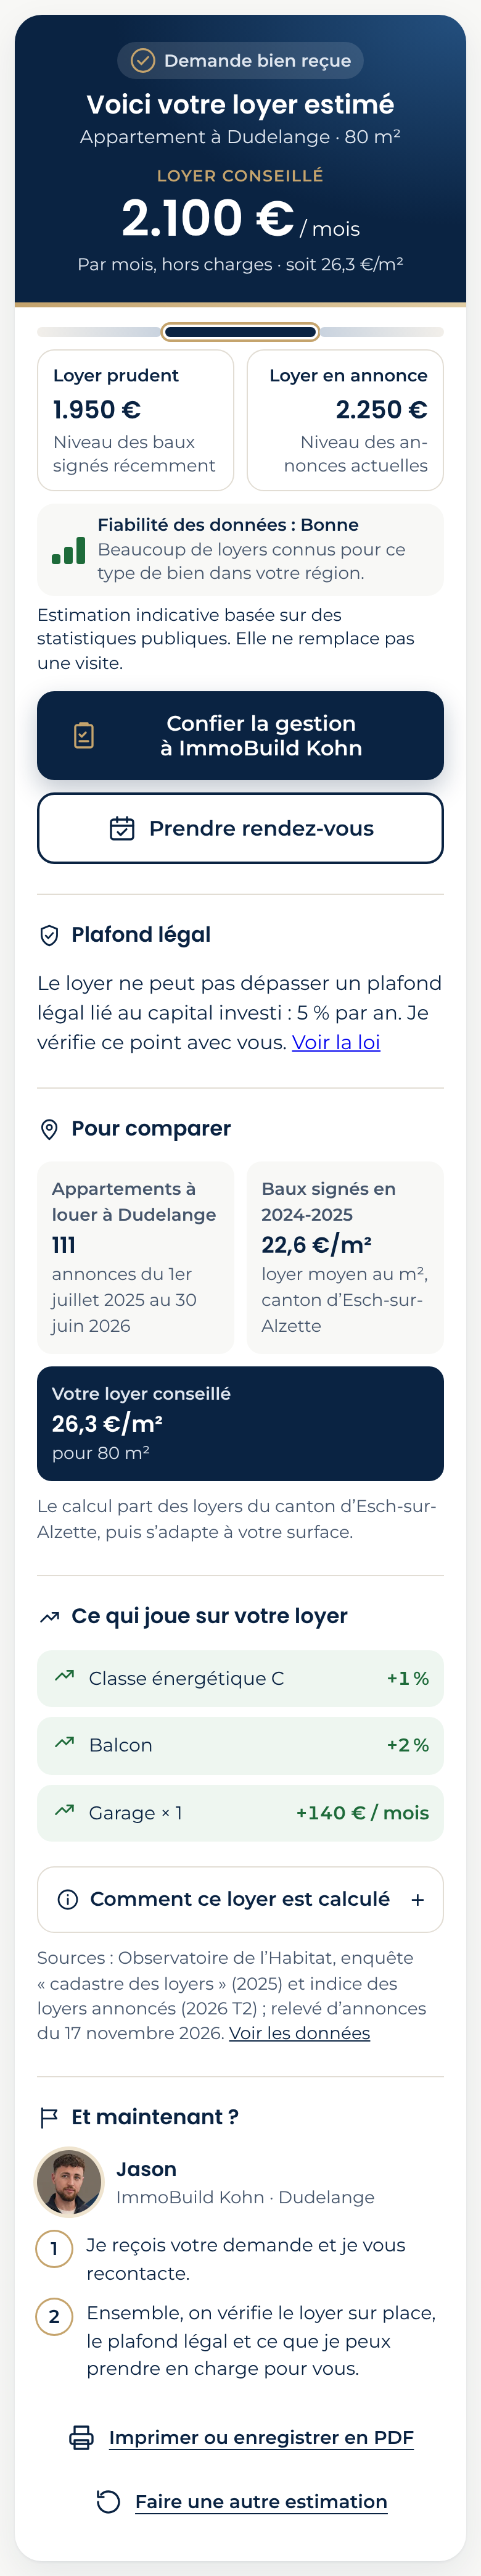 Demande bien reçue
Voici votre loyer estimé
Appartement à Dudelange · 80 m²
LOYER CONSEILLÉ
2.100 € / mois
Par mois, hors charges · soit 26,3 €/m²
Loyer prudent
1.950 €
Niveau des baux
signés récemment
Loyer en annonce
2.250 €
Niveau des an-
nonces actuelles
Fiabilité des données : Bonne
Beaucoup de loyers connus pour ce
type de bien dans votre région.
Estimation indicative basée sur des
statistiques publiques. Elle ne remplace pas
une visite.
Confier la gestion
à ImmoBuild Kohn
Prendre rendez-vous
Plafond légal
Le loyer ne peut pas dépasser un plafond
légal lié au capital investi : 5 % par an. Je
vérifie ce point avec vous. Voir la loi
Pour comparer
Appartements à
louer à Dudelange
111
annonces du 1er
juillet 2025 au 30
juin 2026
Baux signés en
2024-2025
22,6 €/m²
loyer moyen au m²,
canton d’Esch-sur-
Alzette
Votre loyer conseillé
26,3 €/m²
pour 80 m²
Le calcul part des loyers du canton d’Esch-sur-
Alzette, puis s’adapte à votre surface.
Ce qui joue sur votre loyer
Classe énergétique C +1 %
Balcon +2 %
Garage × 1 +140 € / mois
Comment ce loyer est calculé +
Sources : Observatoire de l’Habitat, enquête
« cadastre des loyers » (2025) et indice des
loyers annoncés (2026 T2) ; relevé d’annonces
du 17 novembre 2026. Voir les données
Et maintenant ?
Jason
ImmoBuild Kohn · Dudelange
1 Je reçois votre demande et je vous
recontacte.
2 Ensemble, on vérifie le loyer sur place,
le plafond légal et ce que je peux
prendre en charge pour vous.
Imprimer ou enregistrer en PDF
Faire une autre estimation